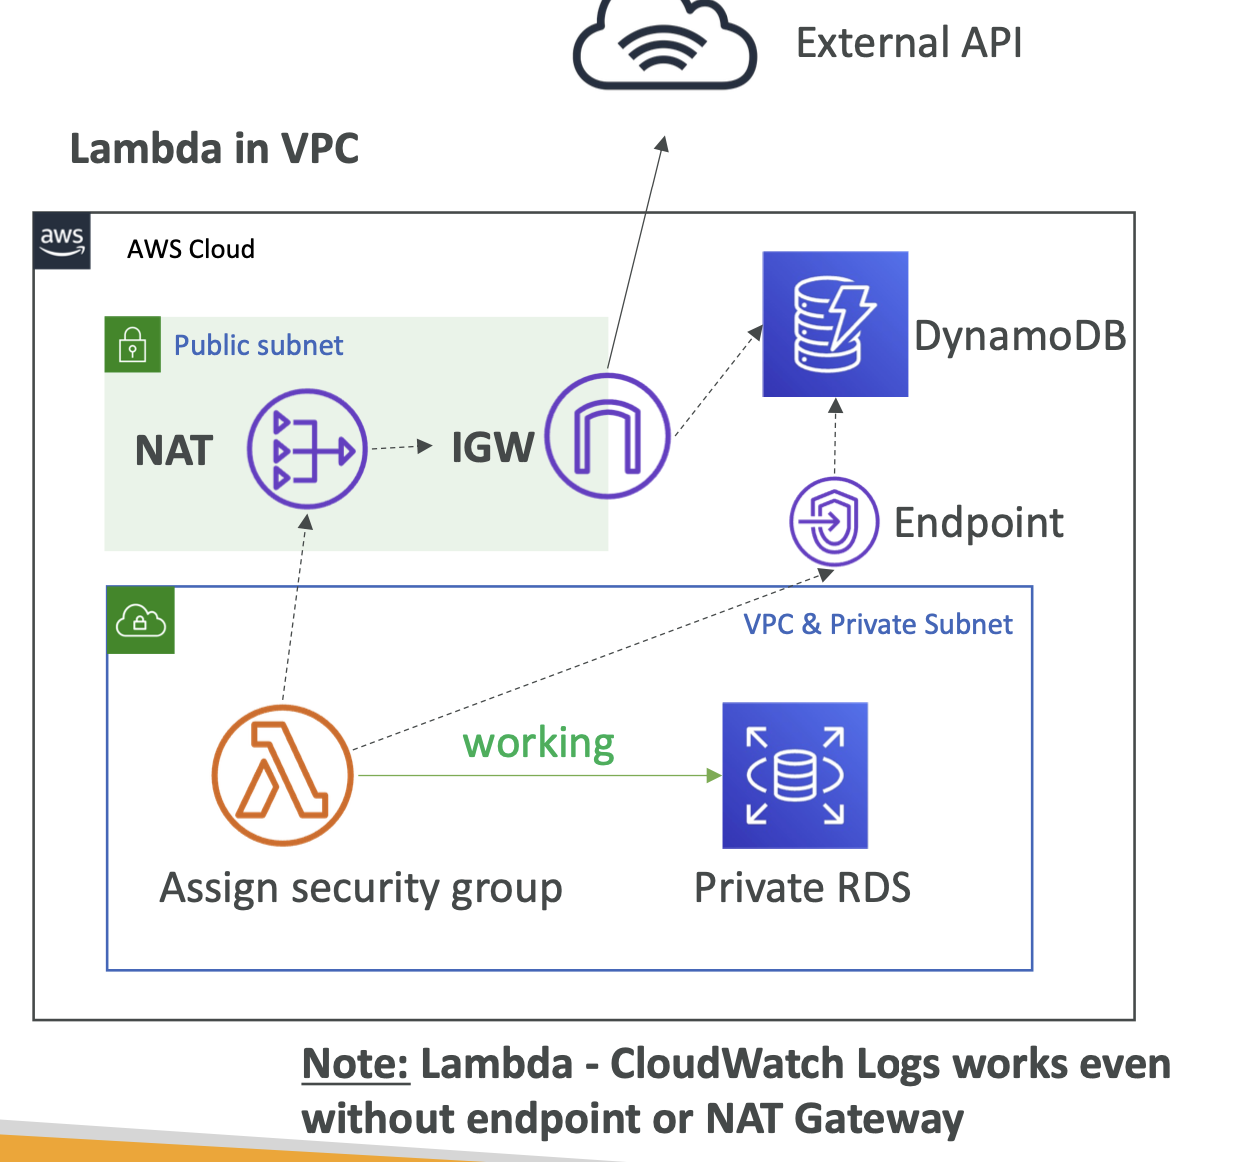 External API
Lambda in VPC
aws
AWS Cloud
Public subnet
DynamoDB
NAT
IGW
Endpoint
VPC & Private Subnet
working
Assign security group
Private RDS
Note: Lambda - CloudWatch Logs works even
without endpoint or NAT Gateway